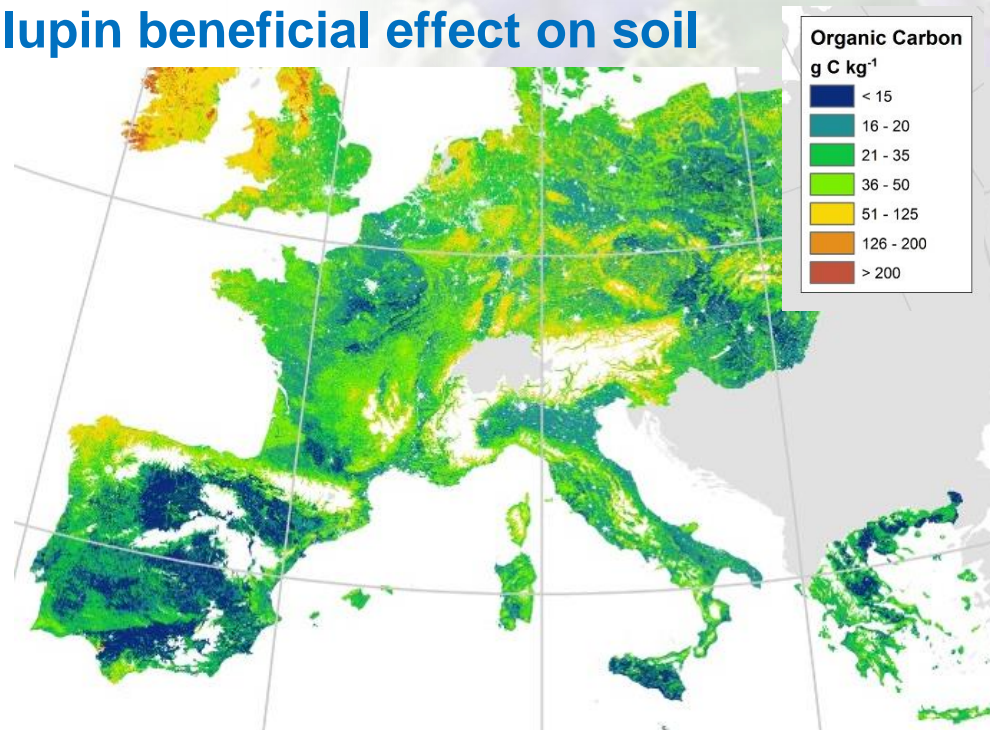 lupin beneficial effect on soil
Organic Carbon
g C kg⁻¹
< 15
16 - 20
21 - 35
36 - 50
51 - 125
126 - 200
> 200